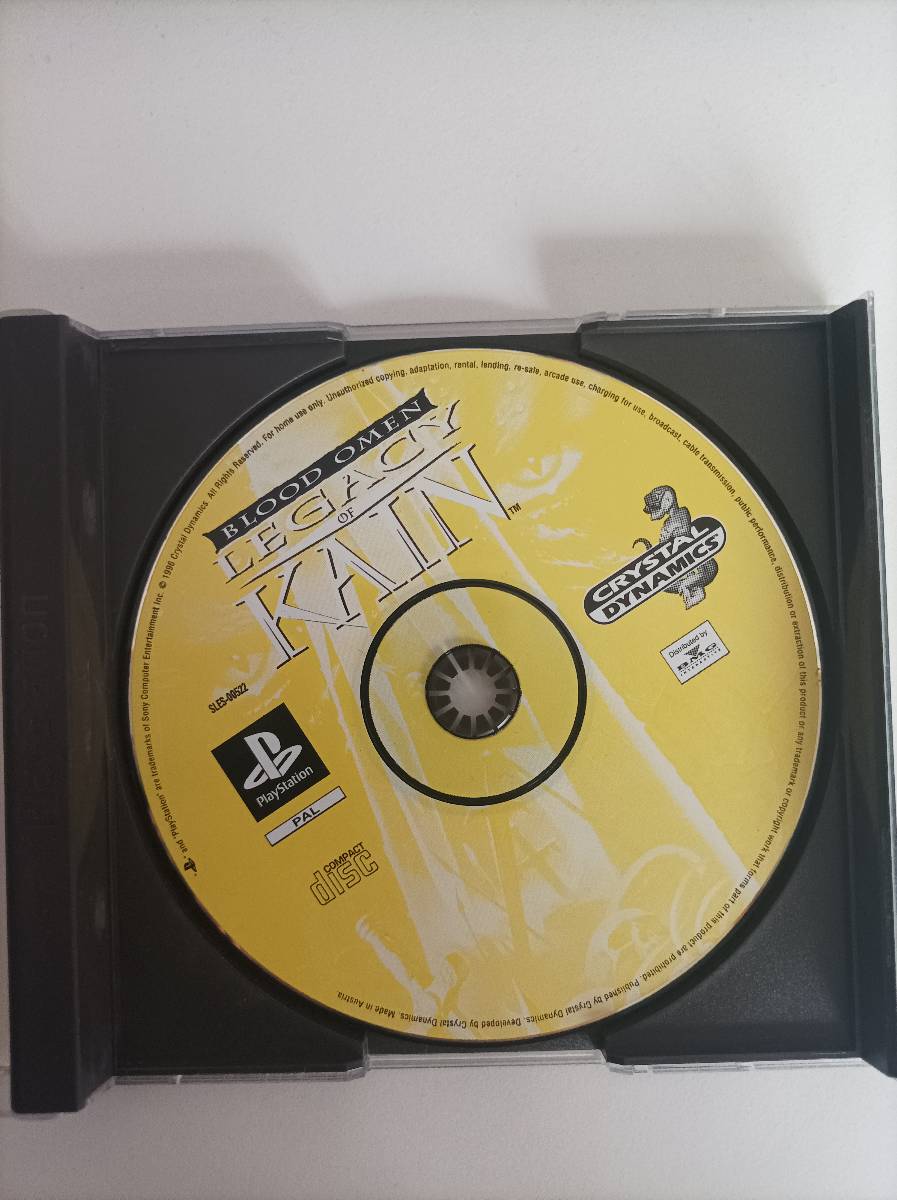 BLOOD OMEN
LEGACY
OF
KAIN™
CRYSTAL
DYNAMICS
Distributed by
BMG
INTERACTIVE
SLES-00522
PlayStation
PAL
COMPACT
disc
and "PlayStation" are trademarks of Sony Computer Entertainment Inc. © 1996 Crystal Dynamics. All Rights Reserved. For home use only. Unauthorized copying, adaptation, rental, lending, re-sale, arcade use, charging for use, broadcast, cable transmission, public performance, distribution or extraction of this product or any trademark or copyright work that forms part of this product are prohibited. Published by Crystal Dynamics. Developed by Crystal Dynamics. Made in Austria